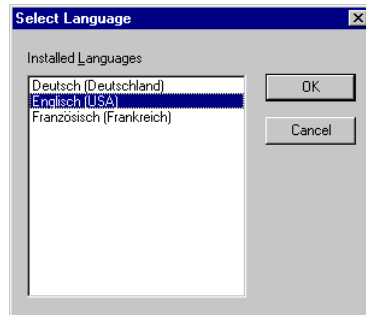 Select Language
Installed Languages
Deutsch (Deutschland)
Englisch (USA)
Französisch (Frankreich)
OK
Cancel